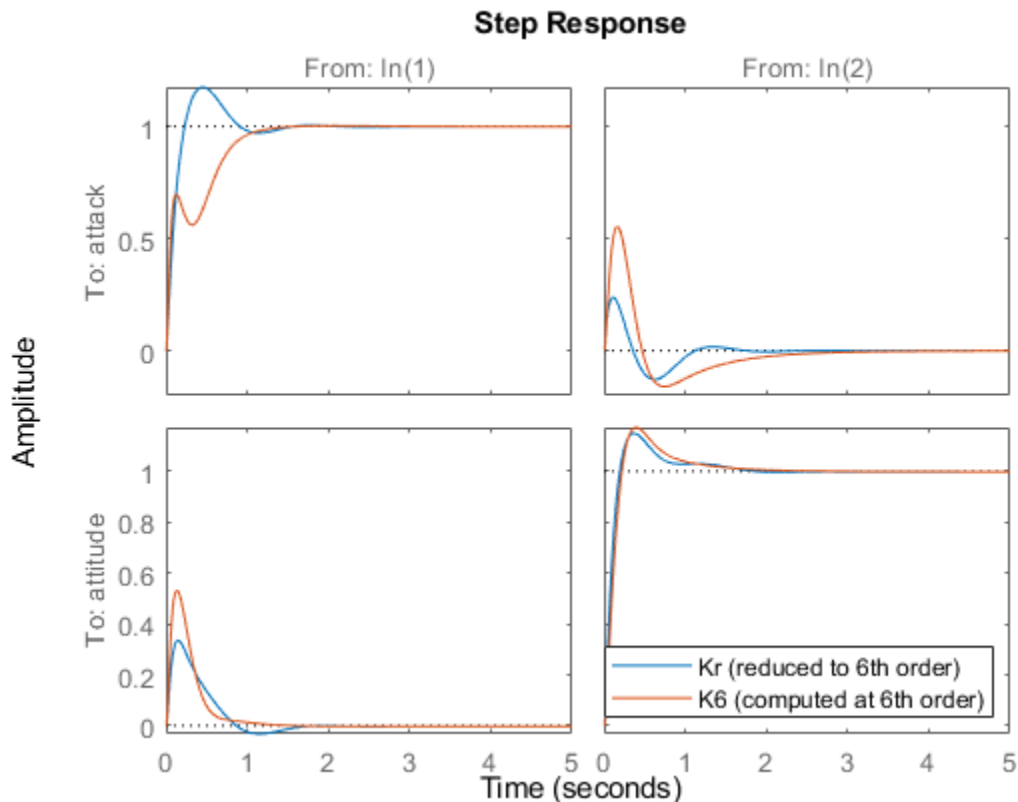 Step Response
From: In(1)
From: In(2)
Amplitude
To: attack
1
0.5
0
To: attitude
1
0.8
0.6
0.4
0.2
0
Kr (reduced to 6th order)
K6 (computed at 6th order)
0 1 2 3 4 5
0 1 2 3 4 5
Time (seconds)